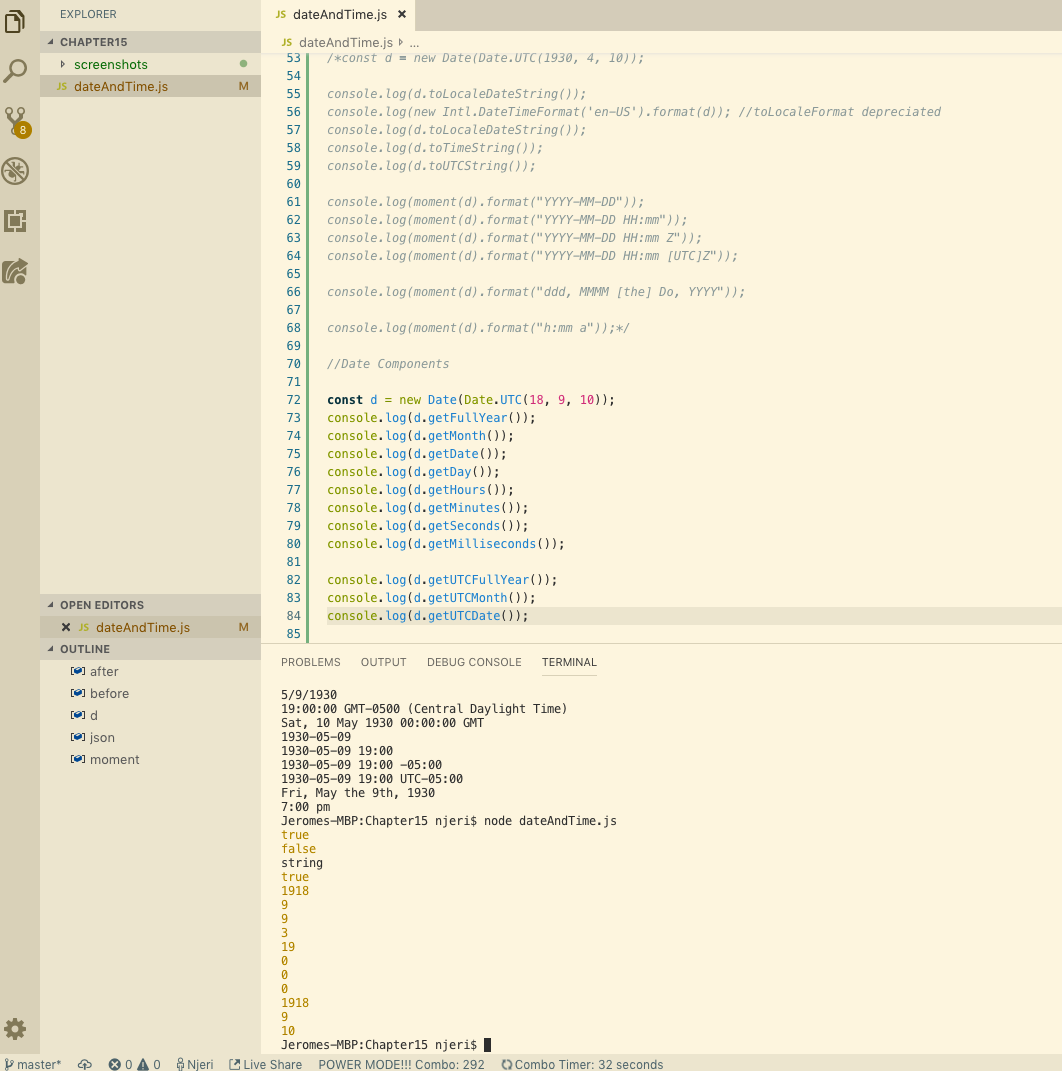 EXPLORER
CHAPTER15
screenshots
JS dateAndTime.js M
8
OPEN EDITORS
JS dateAndTime.js M
OUTLINE
after
before
d
json
moment
JS dateAndTime.js
JS dateAndTime.js ...
53 /*const d = new Date(Date.UTC(1930, 4, 10));
54
55 console.log(d.toLocaleDateString());
56 console.log(new Intl.DateTimeFormat('en-US').format(d)); //toLocaleFormat depreciated
57 console.log(d.toLocaleDateString());
58 console.log(d.toTimeString());
59 console.log(d.toUTCString());
60
61 console.log(moment(d).format("YYYY-MM-DD"));
62 console.log(moment(d).format("YYYY-MM-DD HH:mm"));
63 console.log(moment(d).format("YYYY-MM-DD HH:mm Z"));
64 console.log(moment(d).format("YYYY-MM-DD HH:mm [UTC]Z"));
65
66 console.log(moment(d).format("ddd, MMMM [the] Do, YYYY"));
67
68 console.log(moment(d).format("h:mm a"));*/
69
70 //Date Components
71
72 const d = new Date(Date.UTC(18, 9, 10));
73 console.log(d.getFullYear());
74 console.log(d.getMonth());
75 console.log(d.getDate());
76 console.log(d.getDay());
77 console.log(d.getHours());
78 console.log(d.getMinutes());
79 console.log(d.getSeconds());
80 console.log(d.getMilliseconds());
81
82 console.log(d.getUTCFullYear());
83 console.log(d.getUTCMonth());
84 console.log(d.getUTCDate());
85
PROBLEMS OUTPUT DEBUG CONSOLE TERMINAL
5/9/1930
19:00:00 GMT-0500 (Central Daylight Time)
Sat, 10 May 1930 00:00:00 GMT
1930-05-09
1930-05-09 19:00
1930-05-09 19:00 -05:00
1930-05-09 19:00 UTC-05:00
Fri, May the 9th, 1930
7:00 pm
Jeromes-MBP:Chapter15 njeri$ node dateAndTime.js
true
false
string
true
1918
9
9
3
19
0
0
0
1918
9
10
Jeromes-MBP:Chapter15 njeri$
master* 0 0 Njeri Live Share POWER MODE!!! Combo: 292 Combo Timer: 32 seconds